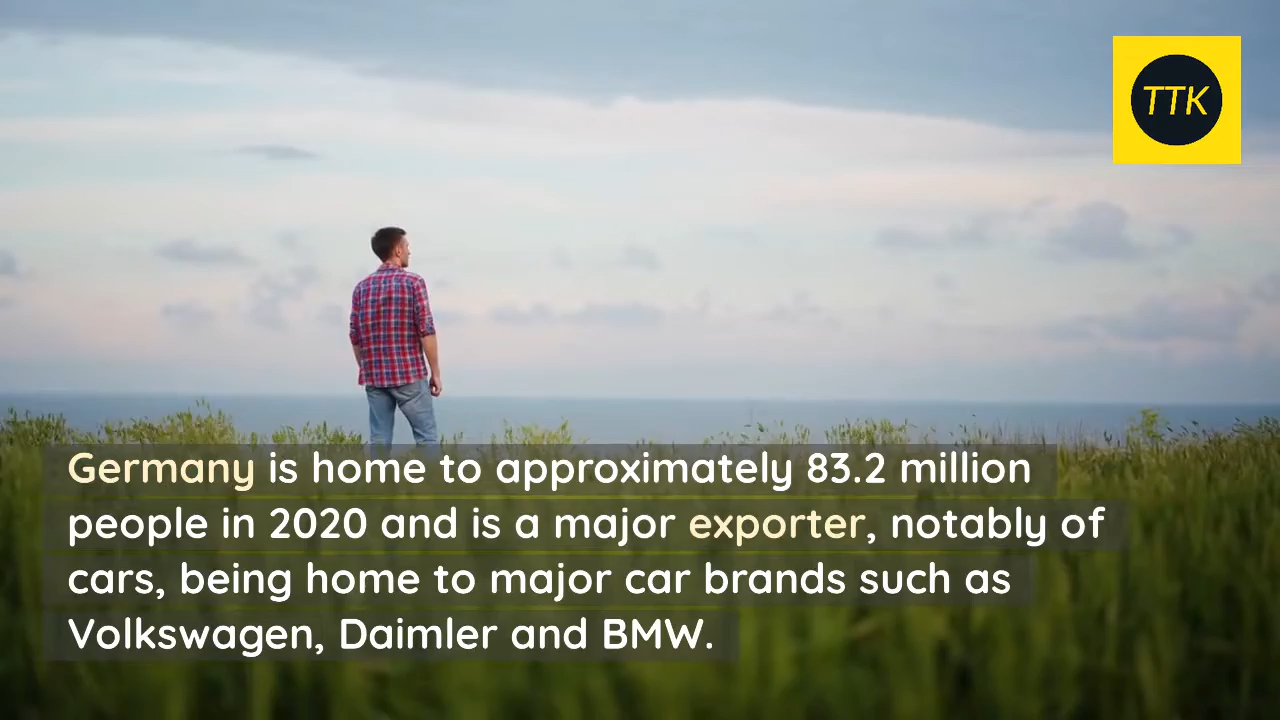 TTK
Germany is home to approximately 83.2 million
people in 2020 and is a major exporter, notably of
cars, being home to major car brands such as
Volkswagen, Daimler and BMW.